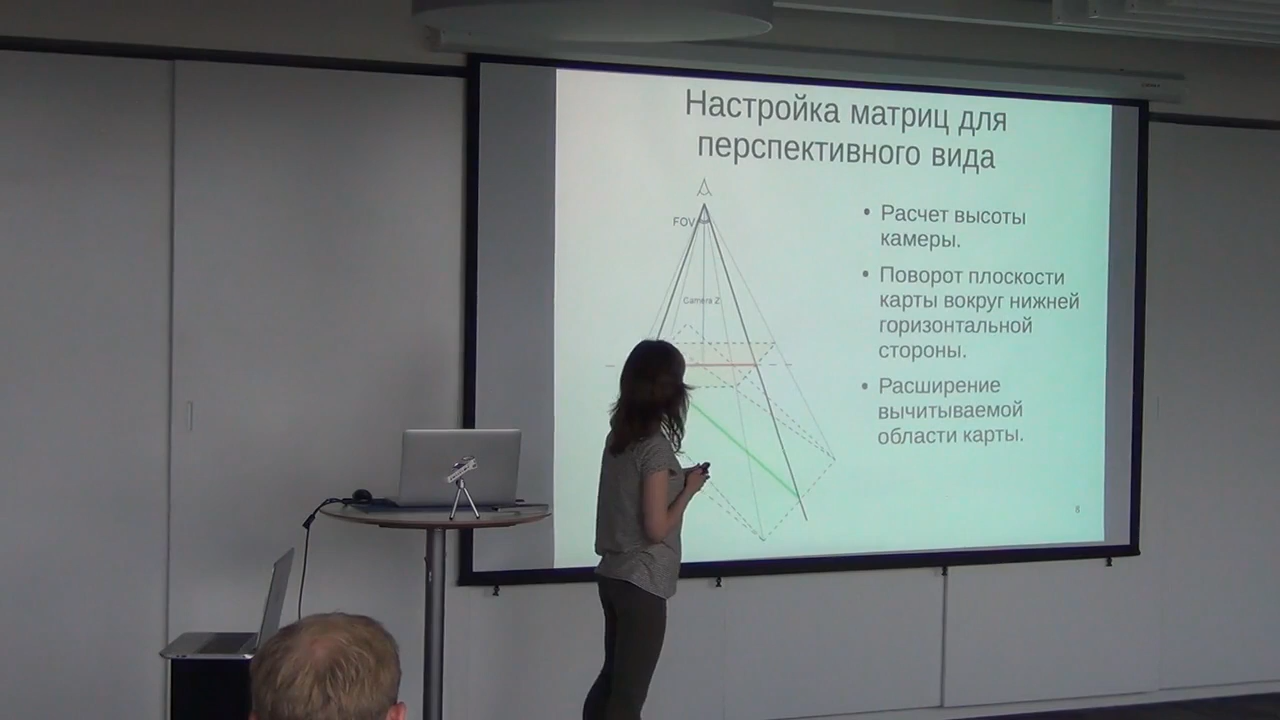 Настройка матриц для
перспективного вида
FOV
Camera Z
• Расчет высоты
камеры.
• Поворот плоскости
карты вокруг нижней
горизонтальной
стороны.
• Расширение
вычитываемой
области карты.
8